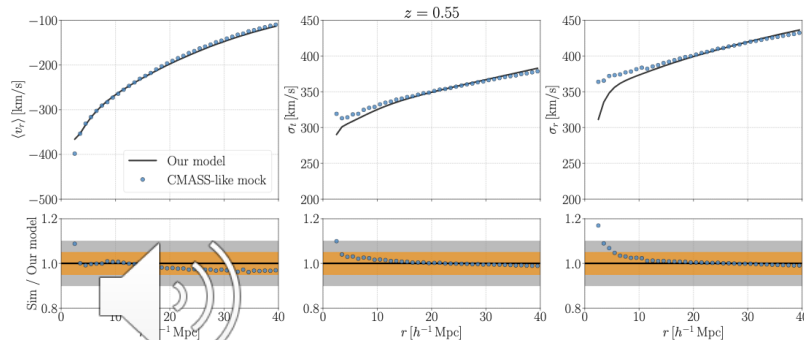 z = 0.55
−100
−200
−300
−400
−500
⟨v_r⟩ [km/s]
Our model
CMASS-like mock
450
400
350
300
250
200
σ_t [km/s]
450
400
350
300
250
200
σ_r [km/s]
1.2
1.0
0.8
Sim / Our model
0 10 20 30 40
[h⁻¹ Mpc]
1.2
1.0
0.8
0 10 20 30 40
r [h⁻¹ Mpc]
1.2
1.0
0.8
0 10 20 30 40
r [h⁻¹ Mpc]